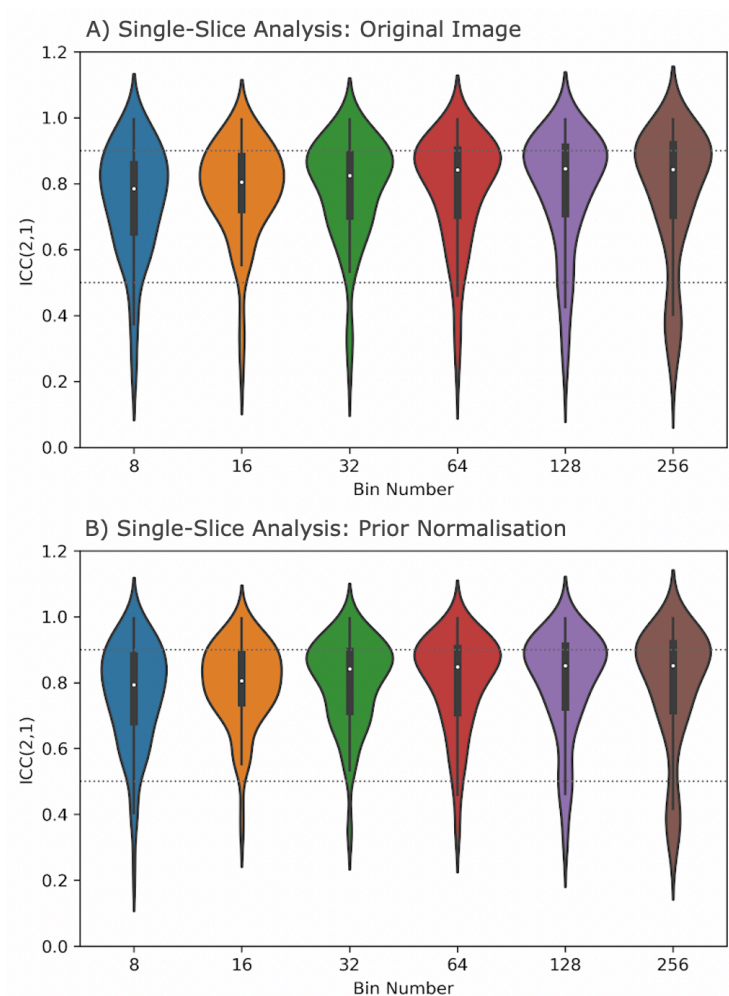 A) Single-Slice Analysis: Original Image
1.2
1.0
0.8
0.6
0.4
0.2
0.0
ICC(2,1)
8 16 32 64 128 256
Bin Number
B) Single-Slice Analysis: Prior Normalisation
1.2
1.0
0.8
0.6
0.4
0.2
0.0
ICC(2,1)
8 16 32 64 128 256
Bin Number